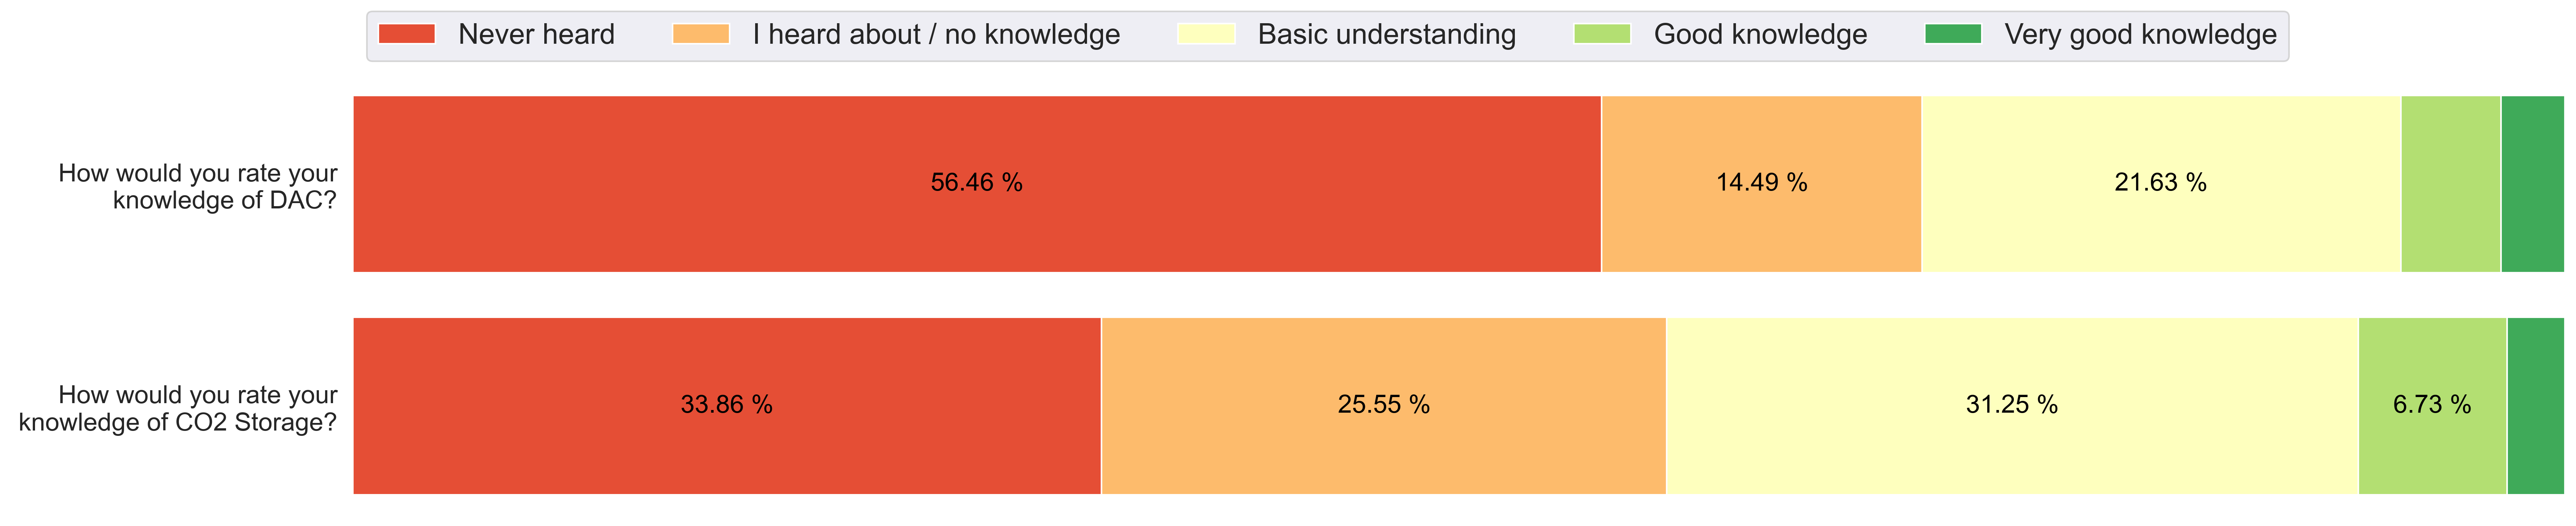 Never heard I heard about / no knowledge Basic understanding Good knowledge Very good knowledge
How would you rate your
knowledge of DAC?
56.46 % 14.49 % 21.63 %
How would you rate your
knowledge of CO2 Storage?
33.86 % 25.55 % 31.25 % 6.73 %